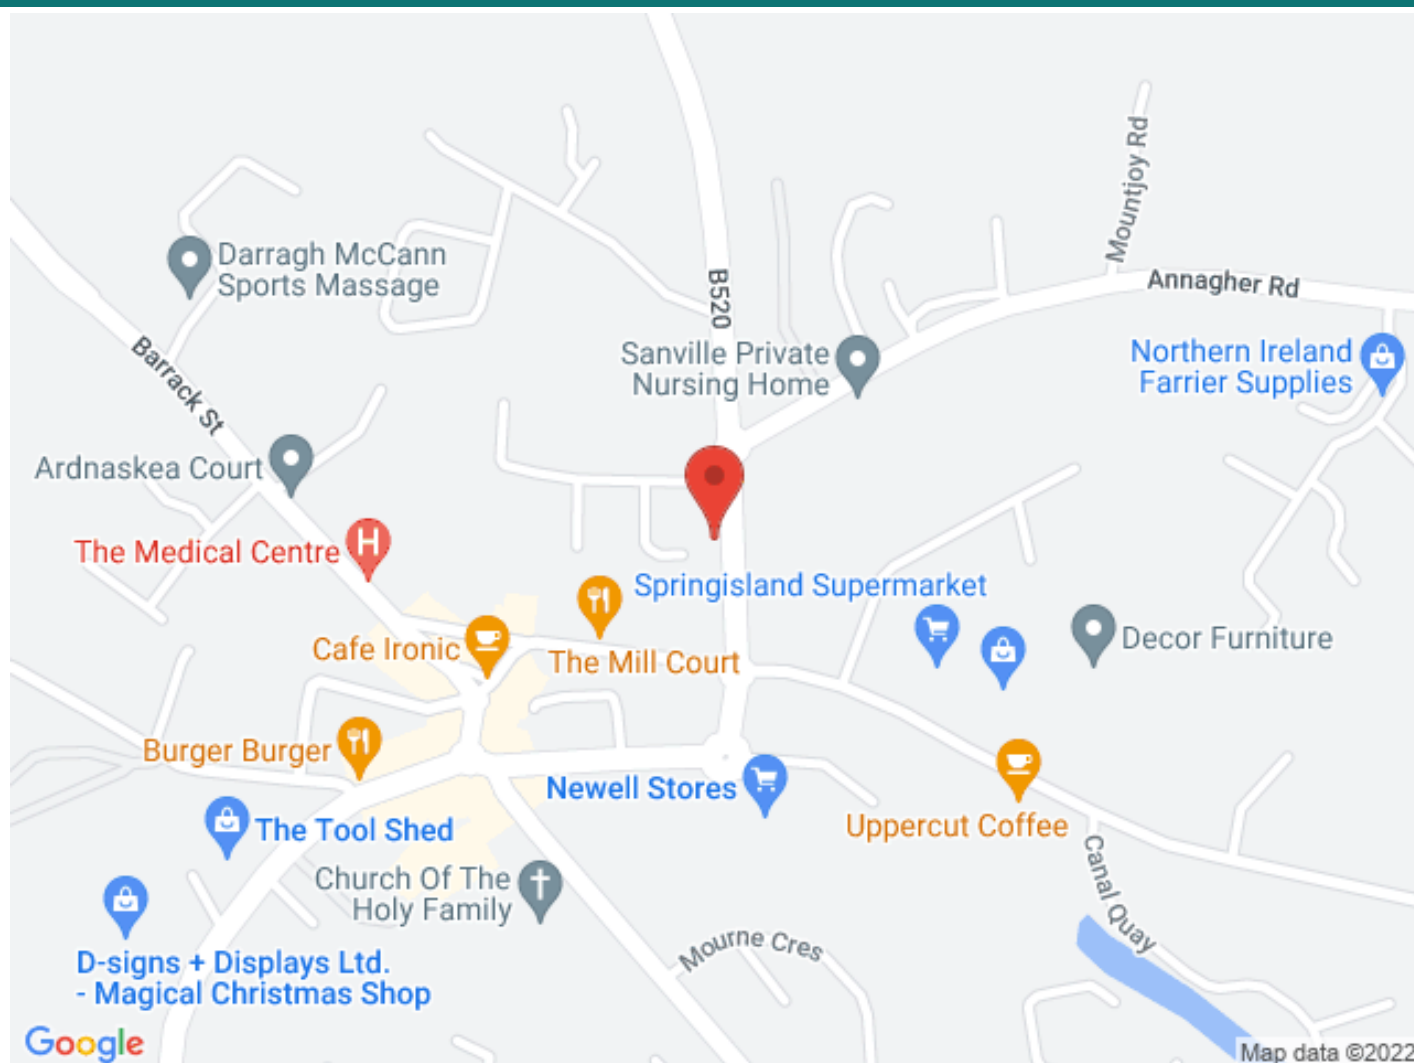 Mountjoy Rd
Darragh McCann
Sports Massage
B520
Annagher Rd
Barrack St
Sanville Private
Nursing Home
Northern Ireland
Farrier Supplies
Ardnaskea Court
H
The Medical Centre
Springisland Supermarket
Cafe Ironic
The Mill Court
Decor Furniture
Burger Burger
Newell Stores
The Tool Shed
Uppercut Coffee
Church Of The
Holy Family
Canal Quay
Mourne Cres
D-signs + Displays Ltd.
- Magical Christmas Shop
Google
Map data ©2022